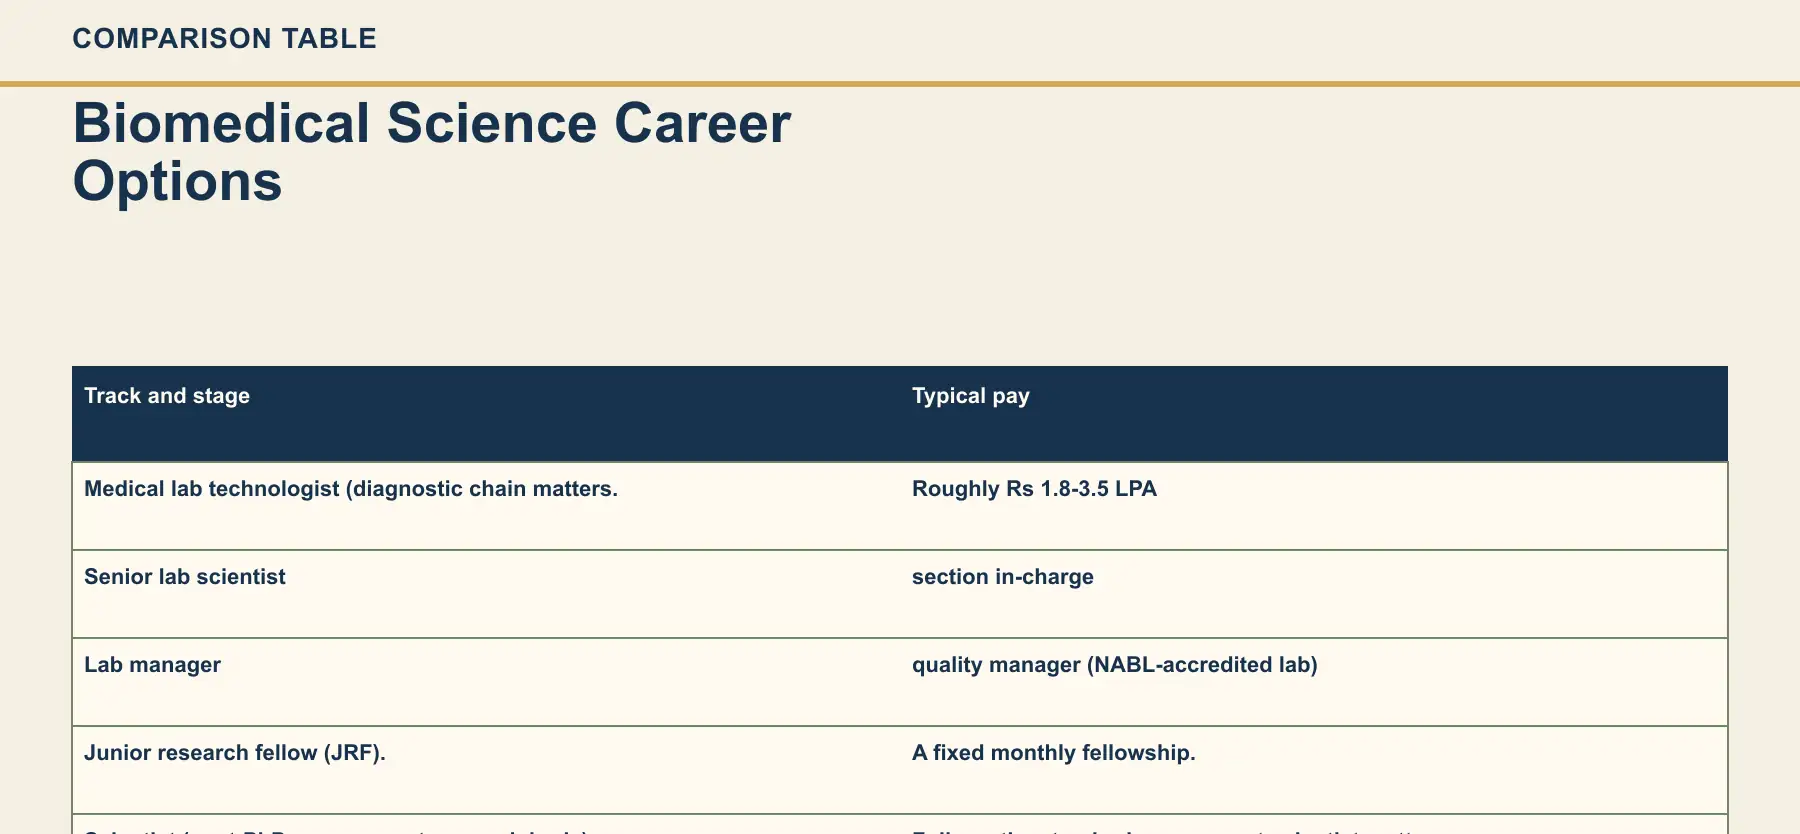 COMPARISON TABLE
Biomedical Science Career
Options
Track and stage Typical pay
Medical lab technologist (diagnostic chain matters. Roughly Rs 1.8-3.5 LPA
Senior lab scientist section in-charge
Lab manager quality manager (NABL-accredited lab)
Junior research fellow (JRF). A fixed monthly fellowship.